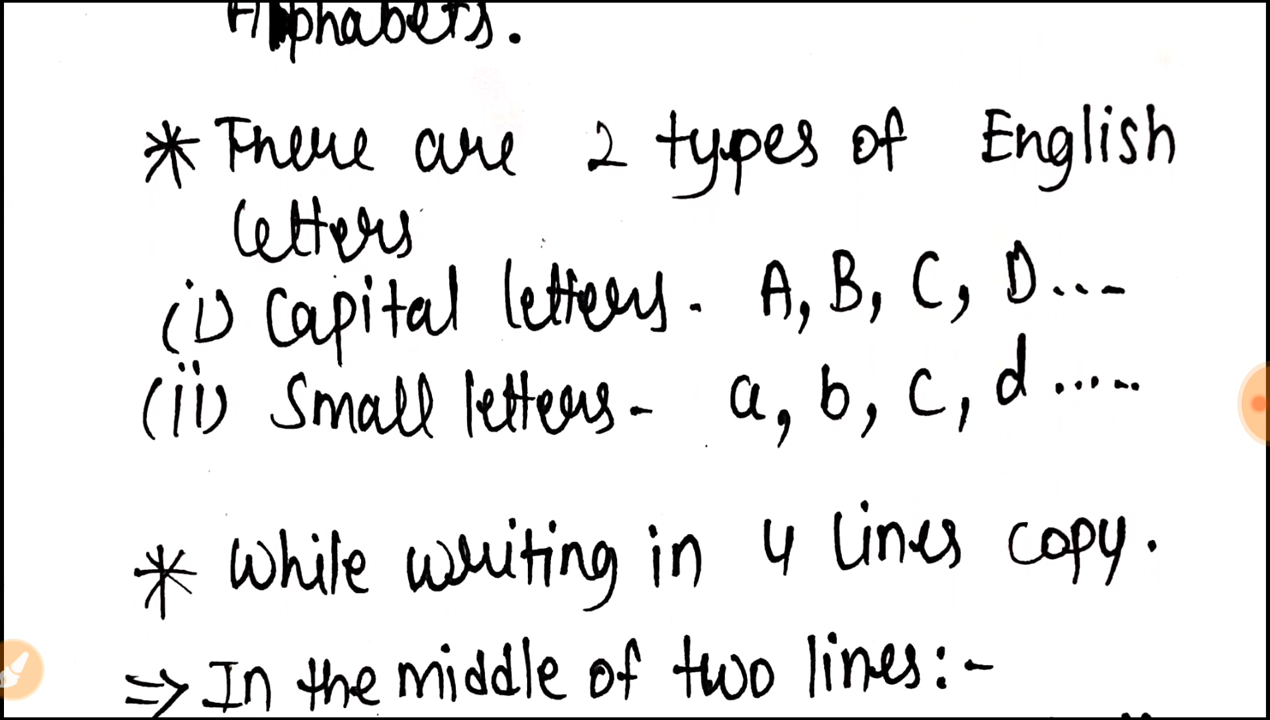 Alphabets.
* There are 2 types of English
letters
(i) Capital letters. A, B, C, D....
(ii) Small letters - a, b, c, d .....
* While writing in 4 lines copy.
=> In the middle of two lines:-